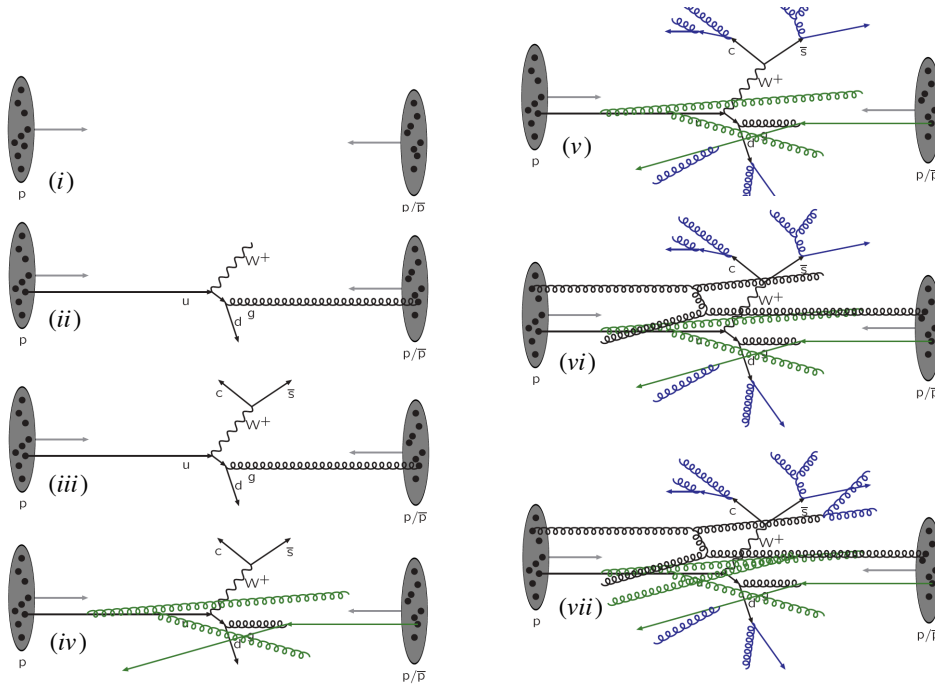 (i)
p
p/p̅
W+
u
g
d
(ii)
p
p/p̅
c
s̅
W+
u
g
d
(iii)
p
p/p̅
c
s̅
W+
d
(iv)
p
p/p̅
c
s̅
W+
d
(v)
p
p/p̅
c
s̅
W+
d
(vi)
p
p/p̅
c
s̅
W+
d
(vii)
p
p/p̅